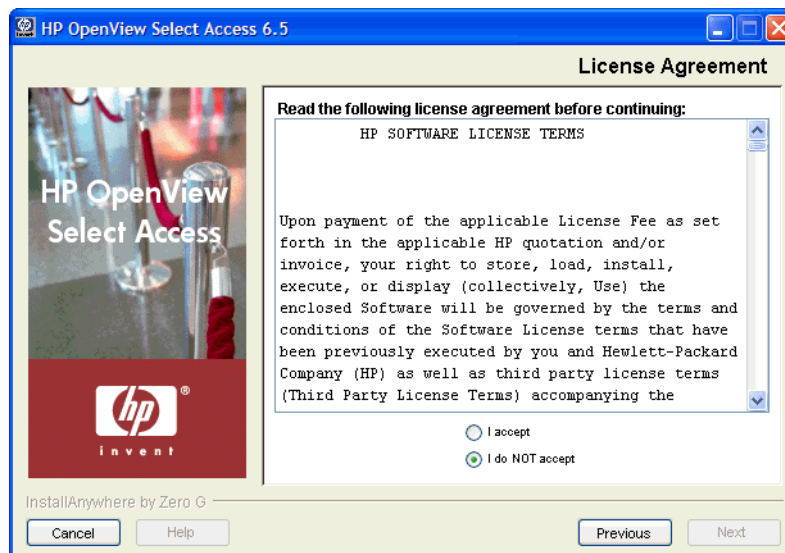 HP OpenView Select Access 6.5
License Agreement
HP OpenView
Select Access
hp
®
invent
Read the following license agreement before continuing:
HP SOFTWARE LICENSE TERMS
Upon payment of the applicable License Fee as set
forth in the applicable HP quotation and/or
invoice, your right to store, load, install,
execute, or display (collectively, Use) the
enclosed Software will be governed by the terms and
conditions of the Software License terms that have
been previously executed by you and Hewlett-Packard
Company (HP) as well as third party license terms
(Third Party License Terms) accompanying the
I accept
I do NOT accept
InstallAnywhere by Zero G
Cancel
Help
Previous
Next